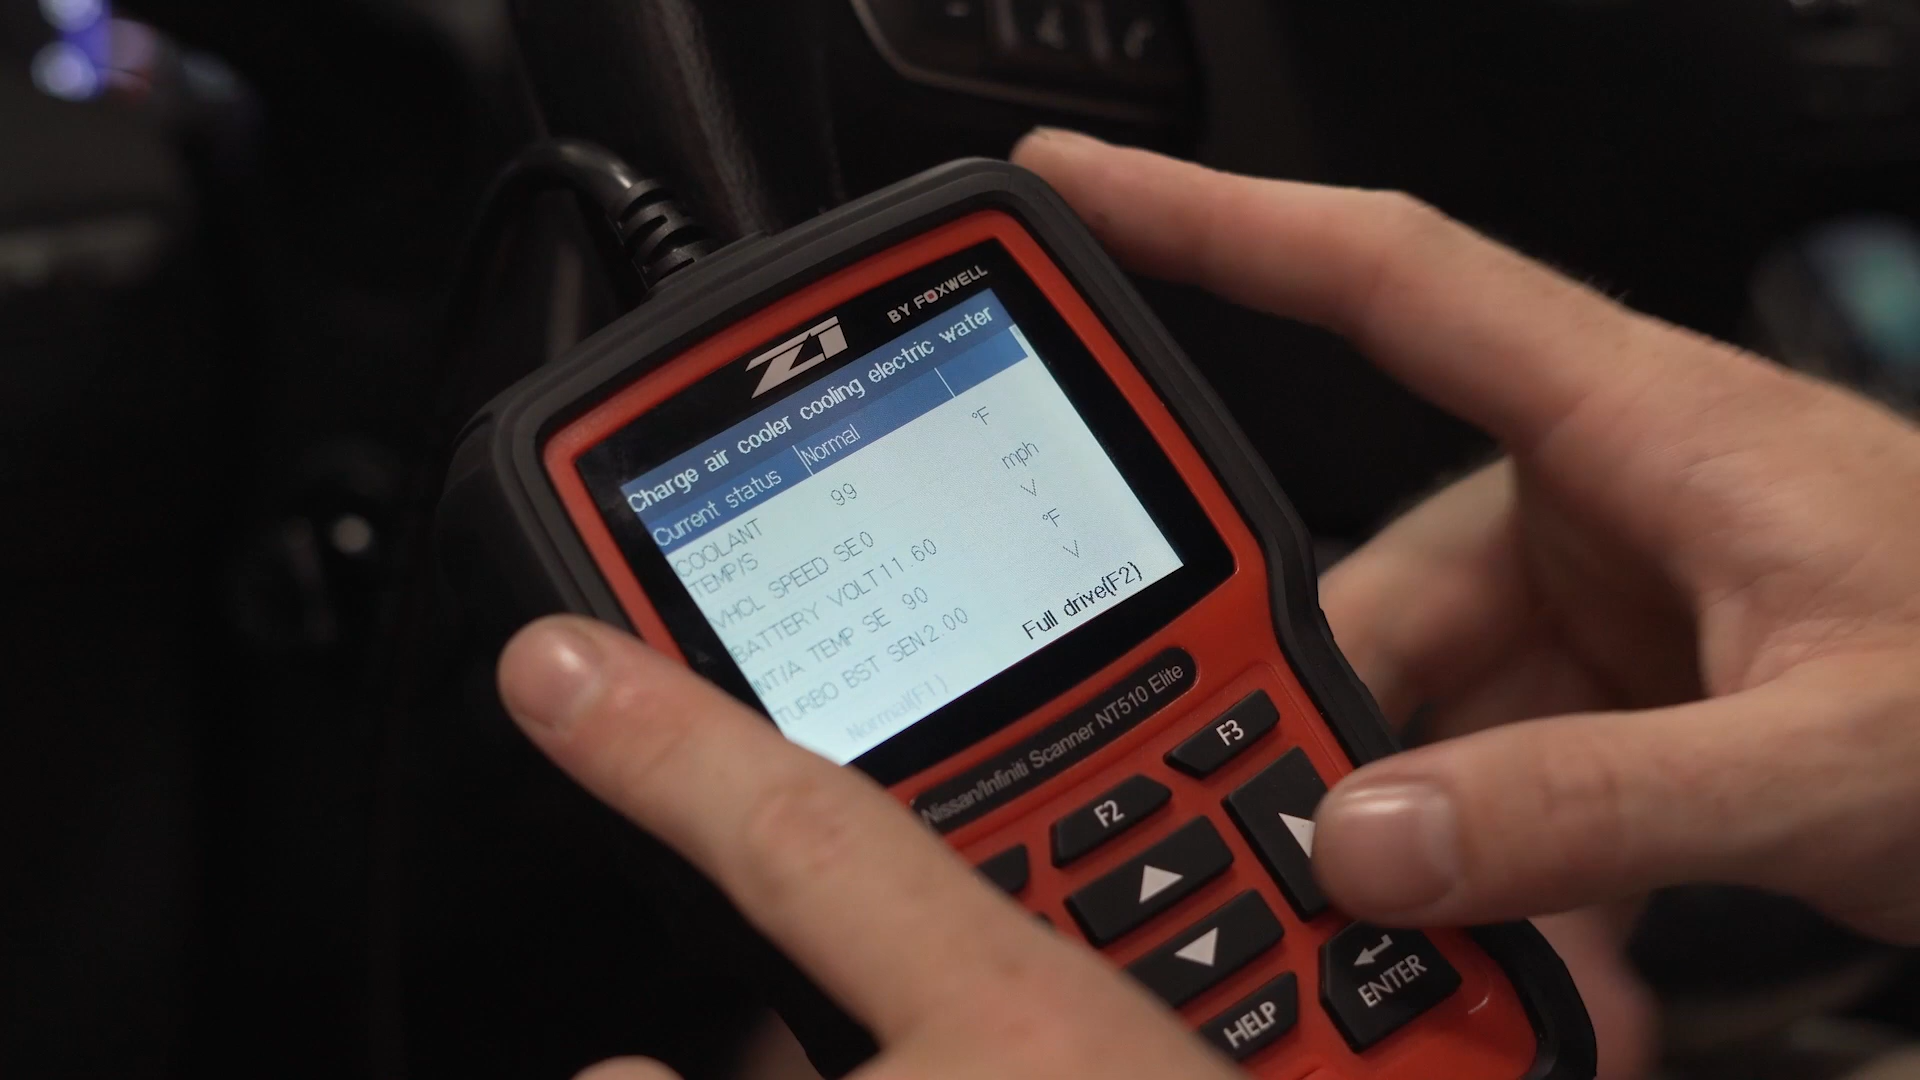 Z1
BY FOXWELL
Charge air cooler cooling electric water
Current status Normal
COOLANT TEMP/S 99 °F
VHCL SPEED SE 0 mph
BATTERY VOLT 11.60 V
INT/A TEMP SE 90 °F
TURBO BST SEN 2.00 V
Normal(F1) Full drive(F2)
Nissan/Infiniti Scanner NT510 Elite
F2 F3
ENTER
HELP